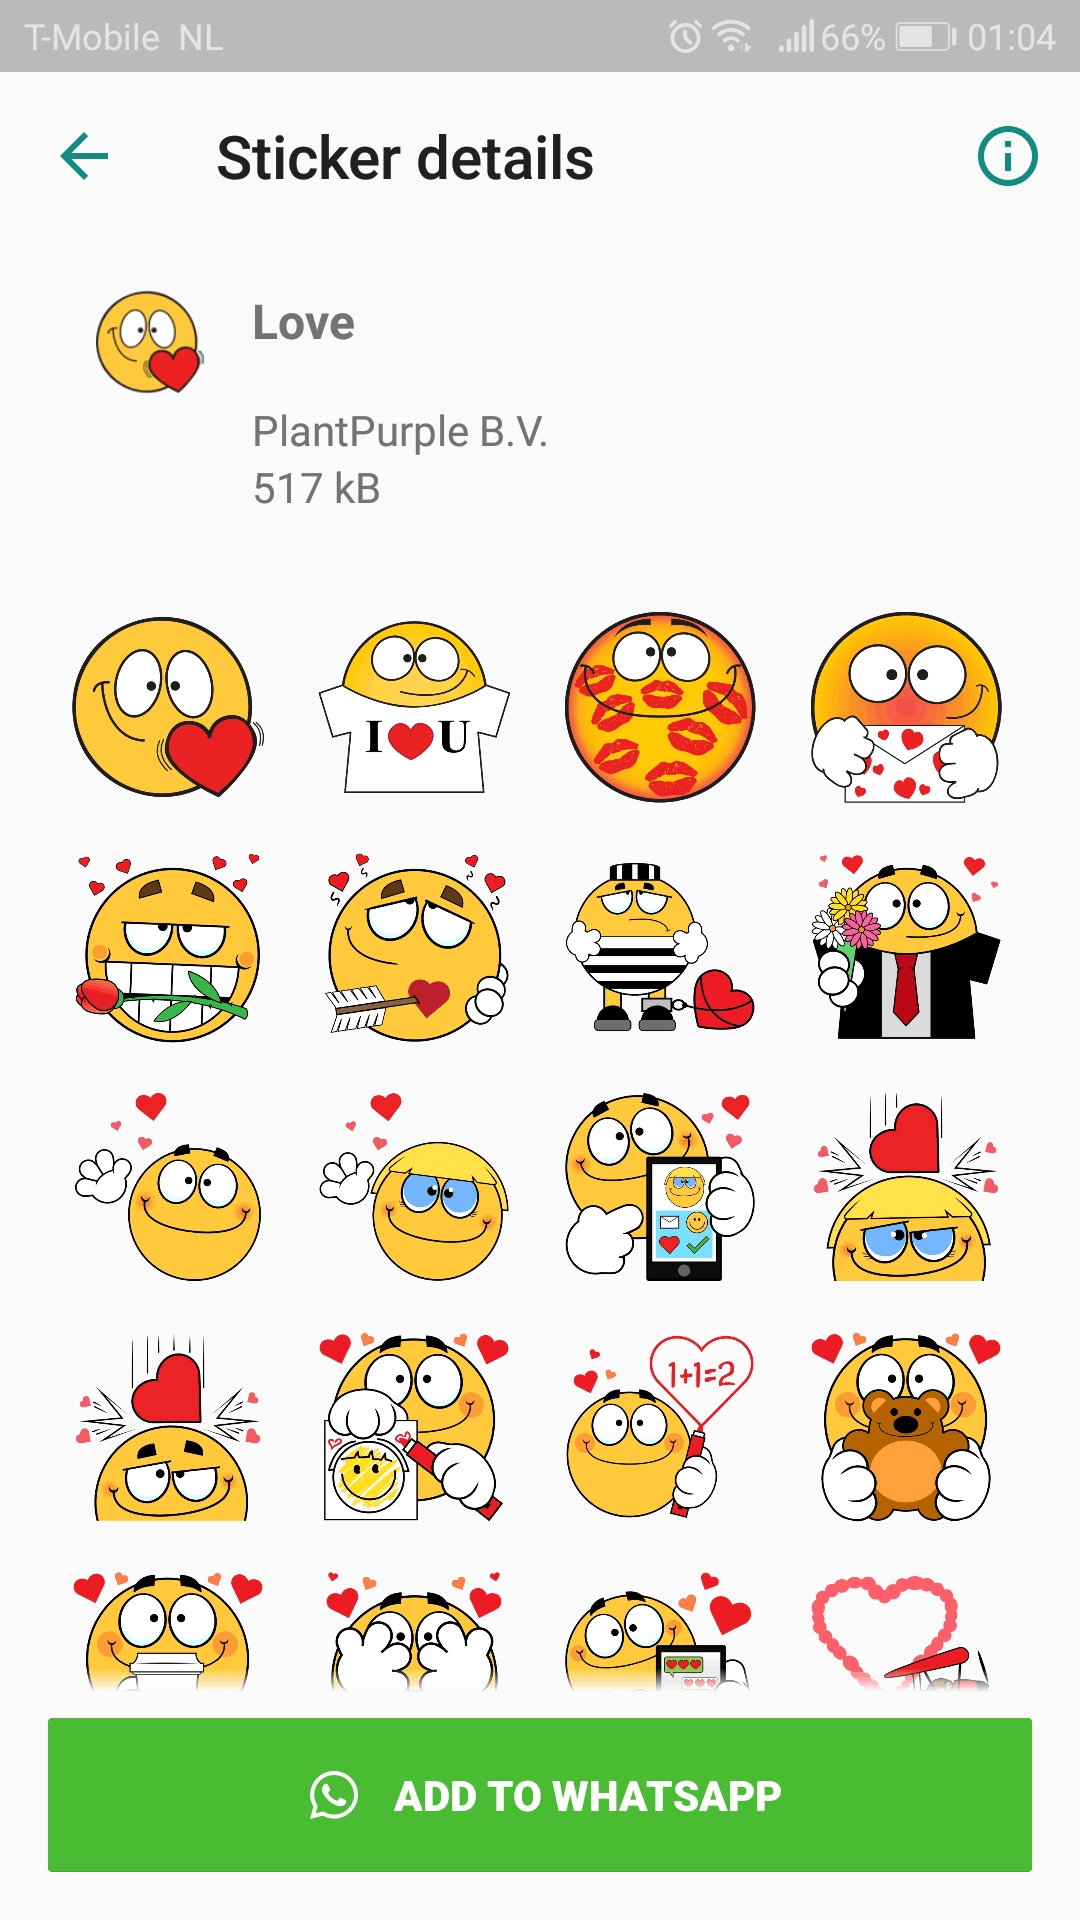 T-Mobile NL 66% 01:04
Sticker details
Love
PlantPurple B.V.
517 kB
I U
1+1=2
ADD TO WHATSAPP